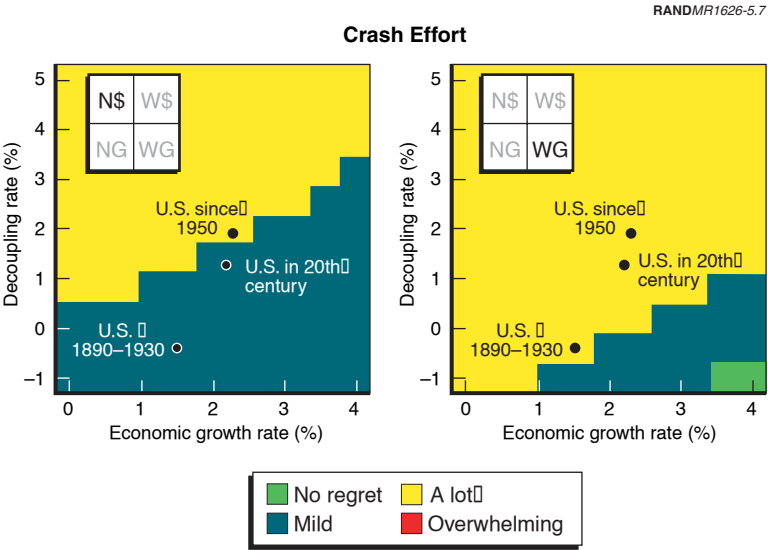 RANDMR1626-5.7
Crash Effort
Decoupling rate (%)
5
4
3
2
1
0
–1
N$ W$
NG WG
U.S. since▯
1950
U.S. in 20th▯
century
U.S. ▯
1890–1930
0 1 2 3 4
Economic growth rate (%)
Decoupling rate (%)
5
4
3
2
1
0
–1
N$ W$
NG WG
U.S. since▯
1950
U.S. in 20th▯
century
U.S. ▯
1890–1930
0 1 2 3 4
Economic growth rate (%)
No regret A lot▯
Mild Overwhelming